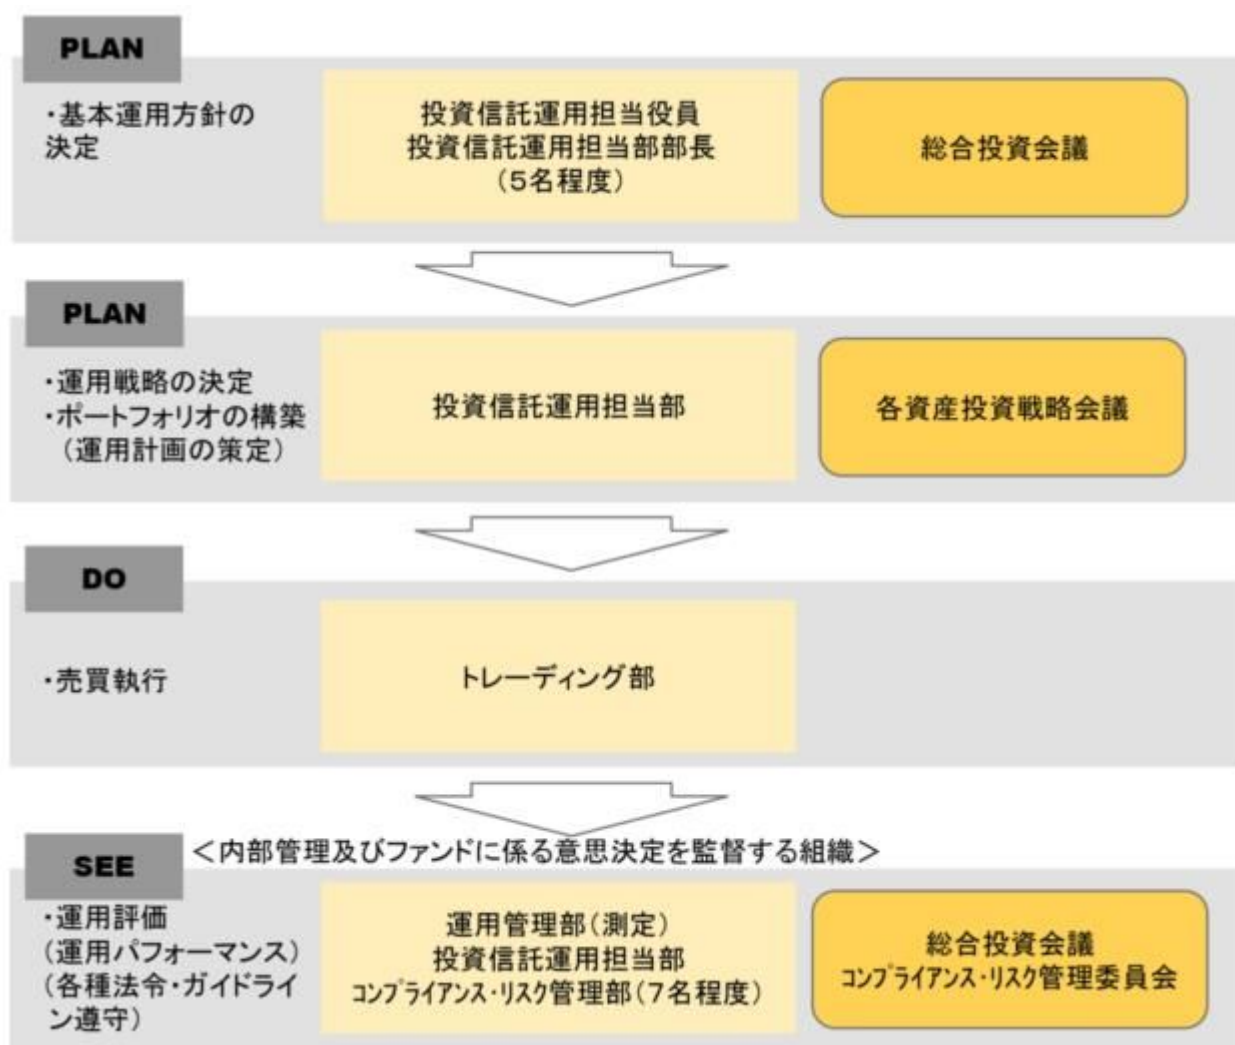 PLAN
・基本運用方針の
決定
投資信託運用担当役員
投資信託運用担当部部長
(5名程度)
総合投資会議
PLAN
・運用戦略の決定
・ポートフォリオの構築
(運用計画の策定)
投資信託運用担当部
各資産投資戦略会議
DO
・売買執行
トレーディング部
SEE
<内部管理及びファンドに係る意思決定を監督する組織>
・運用評価
(運用パフォーマンス)
(各種法令・ガイドライ
ン遵守)
運用管理部(測定)
投資信託運用担当部
コンプライアンス・リスク管理部(7名程度)
総合投資会議
コンプライアンス・リスク管理委員会